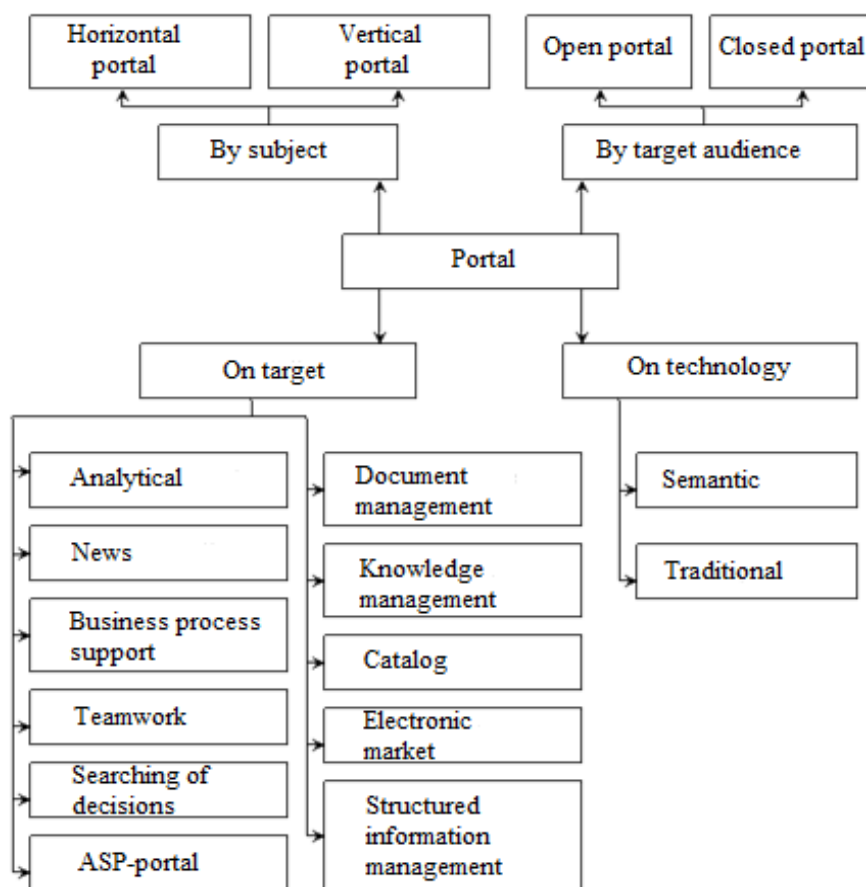 Horizontal
portal
Vertical
portal
Open portal
Closed portal
By subject
By target audience
Portal
On target
On technology
Analytical
News
Business process
support
Teamwork
Searching of
decisions
ASP-portal
Document
management
Knowledge
management
Catalog
Electronic
market
Structured
information
management
Semantic
Traditional